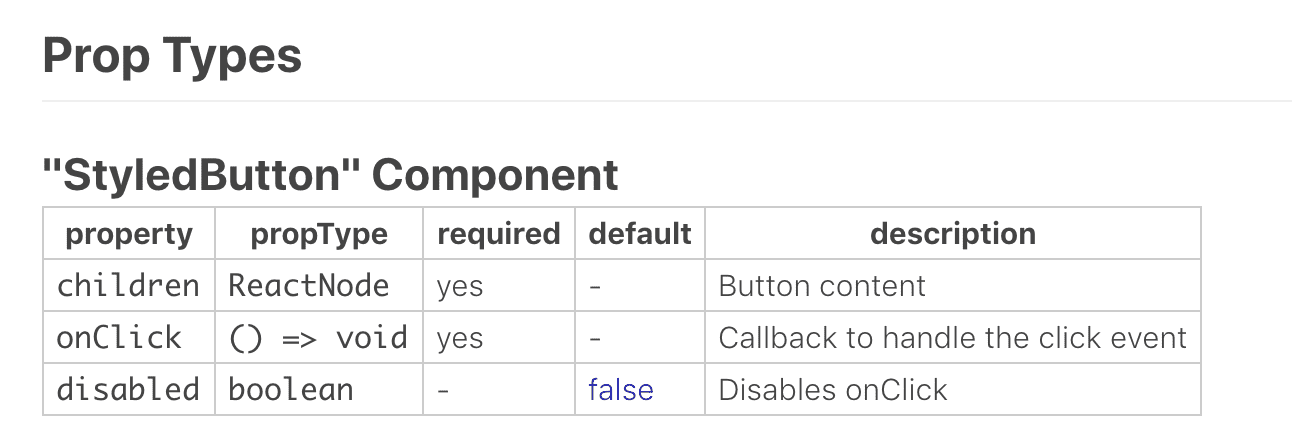 Prop Types
"StyledButton" Component
property propType required default description
children ReactNode yes - Button content
onClick () => void yes - Callback to handle the click event
disabled boolean - false Disables onClick